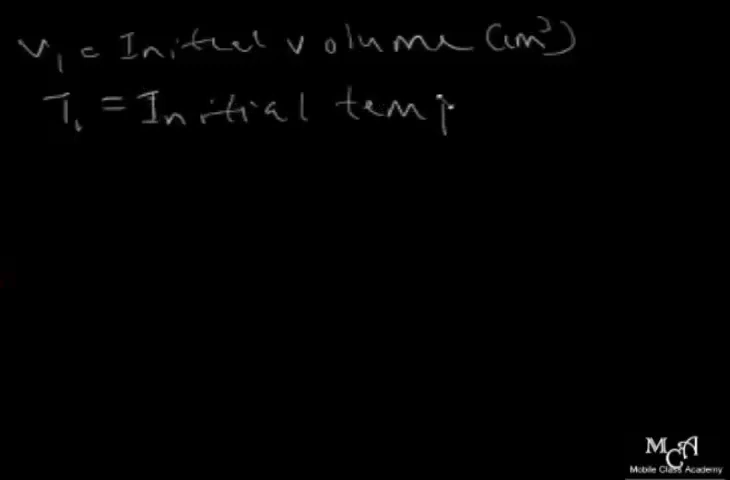 V₁ = Initial volume (cm³)
T₁ = Initial temp
MCA
Mobile Class Academy